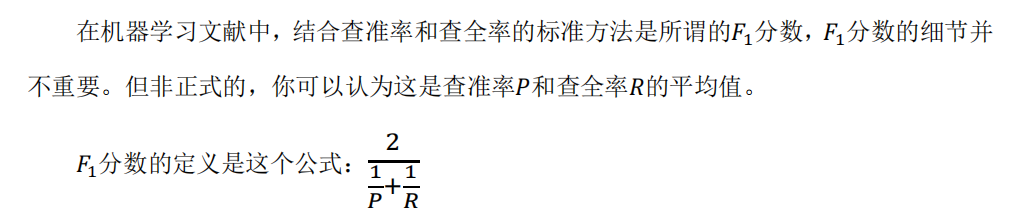 在机器学习文献中，结合查准率和查全率的标准方法是所谓的F₁分数，F₁分数的细节并
不重要。但非正式的，你可以认为这是查准率P和查全率R的平均值。
F₁分数的定义是这个公式：2/(1/P+1/R)